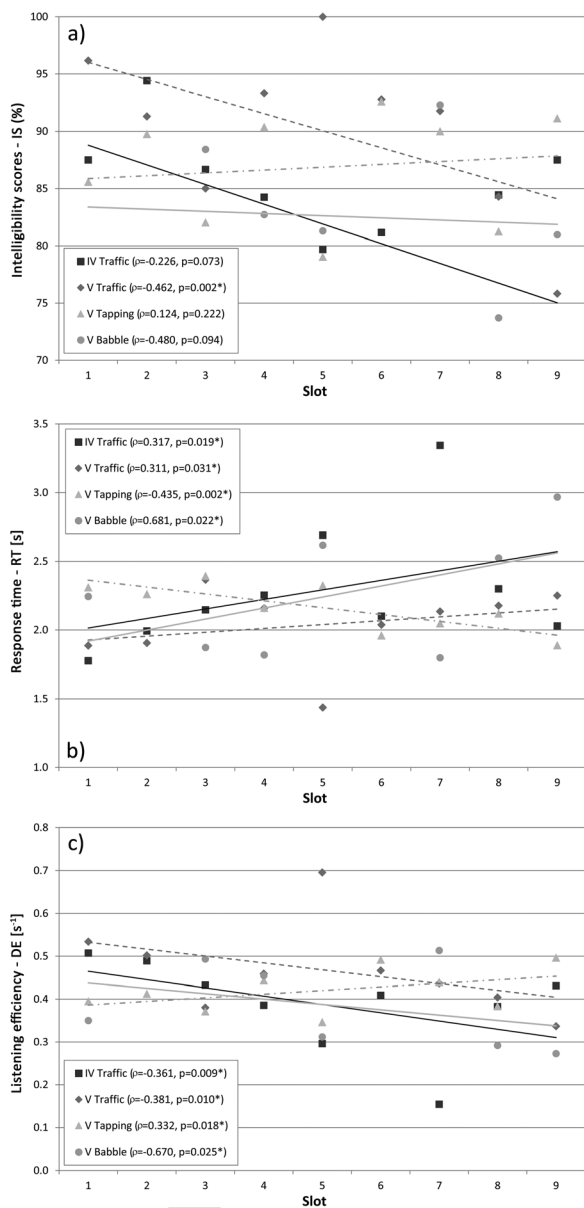 100
a)
95
90
85
80
75
70
Intelligibility scores - IS (%)
IV Traffic (ρ=-0.226, p=0.073)
V Traffic (ρ=-0.462, p=0.002*)
V Tapping (ρ=0.124, p=0.222)
V Babble (ρ=-0.480, p=0.094)
1 2 3 4 5 6 7 8 9
Slot
3.5
3.0
2.5
2.0
1.5
1.0
Response time - RT [s]
IV Traffic (ρ=0.317, p=0.019*)
V Traffic (ρ=0.311, p=0.031*)
V Tapping (ρ=-0.435, p=0.002*)
V Babble (ρ=0.681, p=0.022*)
b)
1 2 3 4 5 6 7 8 9
Slot
0.8
c)
0.7
0.6
0.5
0.4
0.3
0.2
0.1
0.0
Listening efficiency - DE [s⁻¹]
IV Traffic (ρ=-0.361, p=0.009*)
V Traffic (ρ=-0.381, p=0.010*)
V Tapping (ρ=0.332, p=0.018*)
V Babble (ρ=-0.670, p=0.025*)
1 2 3 4 5 6 7 8 9
Slot